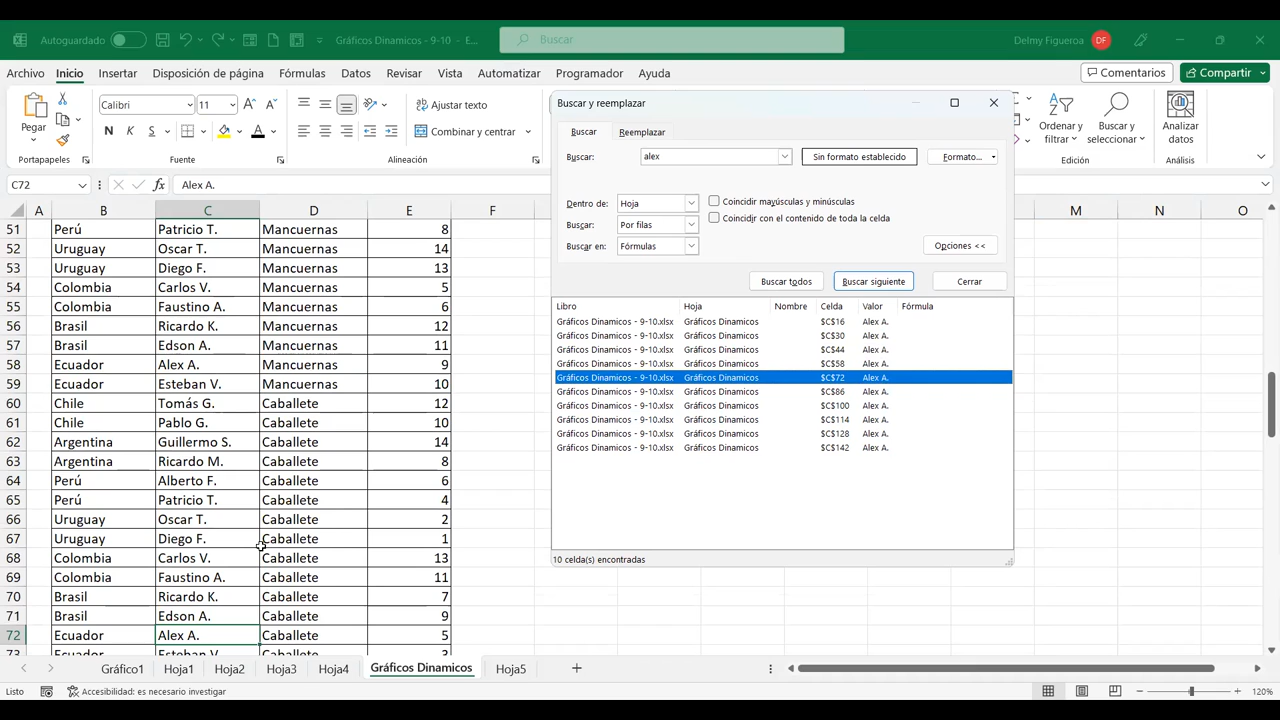 Autoguardado Gráficos Dinamicos - 9-10 - E... Buscar Delmy Figueroa DF
Archivo Inicio Insertar Disposición de página Fórmulas Datos Revisar Vista Automatizar Programador Ayuda Comentarios Compartir
Pegar Calibri 11 Ajustar texto
N K S Combinar y centrar
Ordenar y filtrar Buscar y seleccionar Analizar datos
Portapapeles Fuente Alineación Edición Análisis
C72 fx Alex A.
A B C D E F M N O
51 Perú Patricio T. Mancuernas 8
52 Uruguay Oscar T. Mancuernas 14
53 Uruguay Diego F. Mancuernas 13
54 Colombia Carlos V. Mancuernas 5
55 Colombia Faustino A. Mancuernas 6
56 Brasil Ricardo K. Mancuernas 12
57 Brasil Edson A. Mancuernas 11
58 Ecuador Alex A. Mancuernas 9
59 Ecuador Esteban V. Mancuernas 10
60 Chile Tomás G. Caballete 12
61 Chile Pablo G. Caballete 10
62 Argentina Guillermo S. Caballete 14
63 Argentina Ricardo M. Caballete 8
64 Perú Alberto F. Caballete 6
65 Perú Patricio T. Caballete 4
66 Uruguay Oscar T. Caballete 2
67 Uruguay Diego F. Caballete 1
68 Colombia Carlos V. Caballete 13
69 Colombia Faustino A. Caballete 11
70 Brasil Ricardo K. Caballete 7
71 Brasil Edson A. Caballete 9
72 Ecuador Alex A. Caballete 5
73 Ecuador Esteban V. Caballete 3
Buscar y reemplazar
Buscar Reemplazar
Buscar: alex Sin formato establecido Formato...
Dentro de: Hoja Coincidir mayúsculas y minúsculas
Buscar: Por filas Coincidir con el contenido de toda la celda
Buscar en: Fórmulas Opciones <<
Buscar todos Buscar siguiente Cerrar
Libro Hoja Nombre Celda Valor Fórmula
Gráficos Dinamicos - 9-10.xlsx Gráficos Dinamicos $C$16 Alex A.
Gráficos Dinamicos - 9-10.xlsx Gráficos Dinamicos $C$30 Alex A.
Gráficos Dinamicos - 9-10.xlsx Gráficos Dinamicos $C$44 Alex A.
Gráficos Dinamicos - 9-10.xlsx Gráficos Dinamicos $C$58 Alex A.
Gráficos Dinamicos - 9-10.xlsx Gráficos Dinamicos $C$72 Alex A.
Gráficos Dinamicos - 9-10.xlsx Gráficos Dinamicos $C$86 Alex A.
Gráficos Dinamicos - 9-10.xlsx Gráficos Dinamicos $C$100 Alex A.
Gráficos Dinamicos - 9-10.xlsx Gráficos Dinamicos $C$114 Alex A.
Gráficos Dinamicos - 9-10.xlsx Gráficos Dinamicos $C$128 Alex A.
Gráficos Dinamicos - 9-10.xlsx Gráficos Dinamicos $C$142 Alex A.
10 celda(s) encontradas
Gráfico1 Hoja1 Hoja2 Hoja3 Hoja4 Gráficos Dinamicos Hoja5
Listo Accesibilidad: es necesario investigar 120%